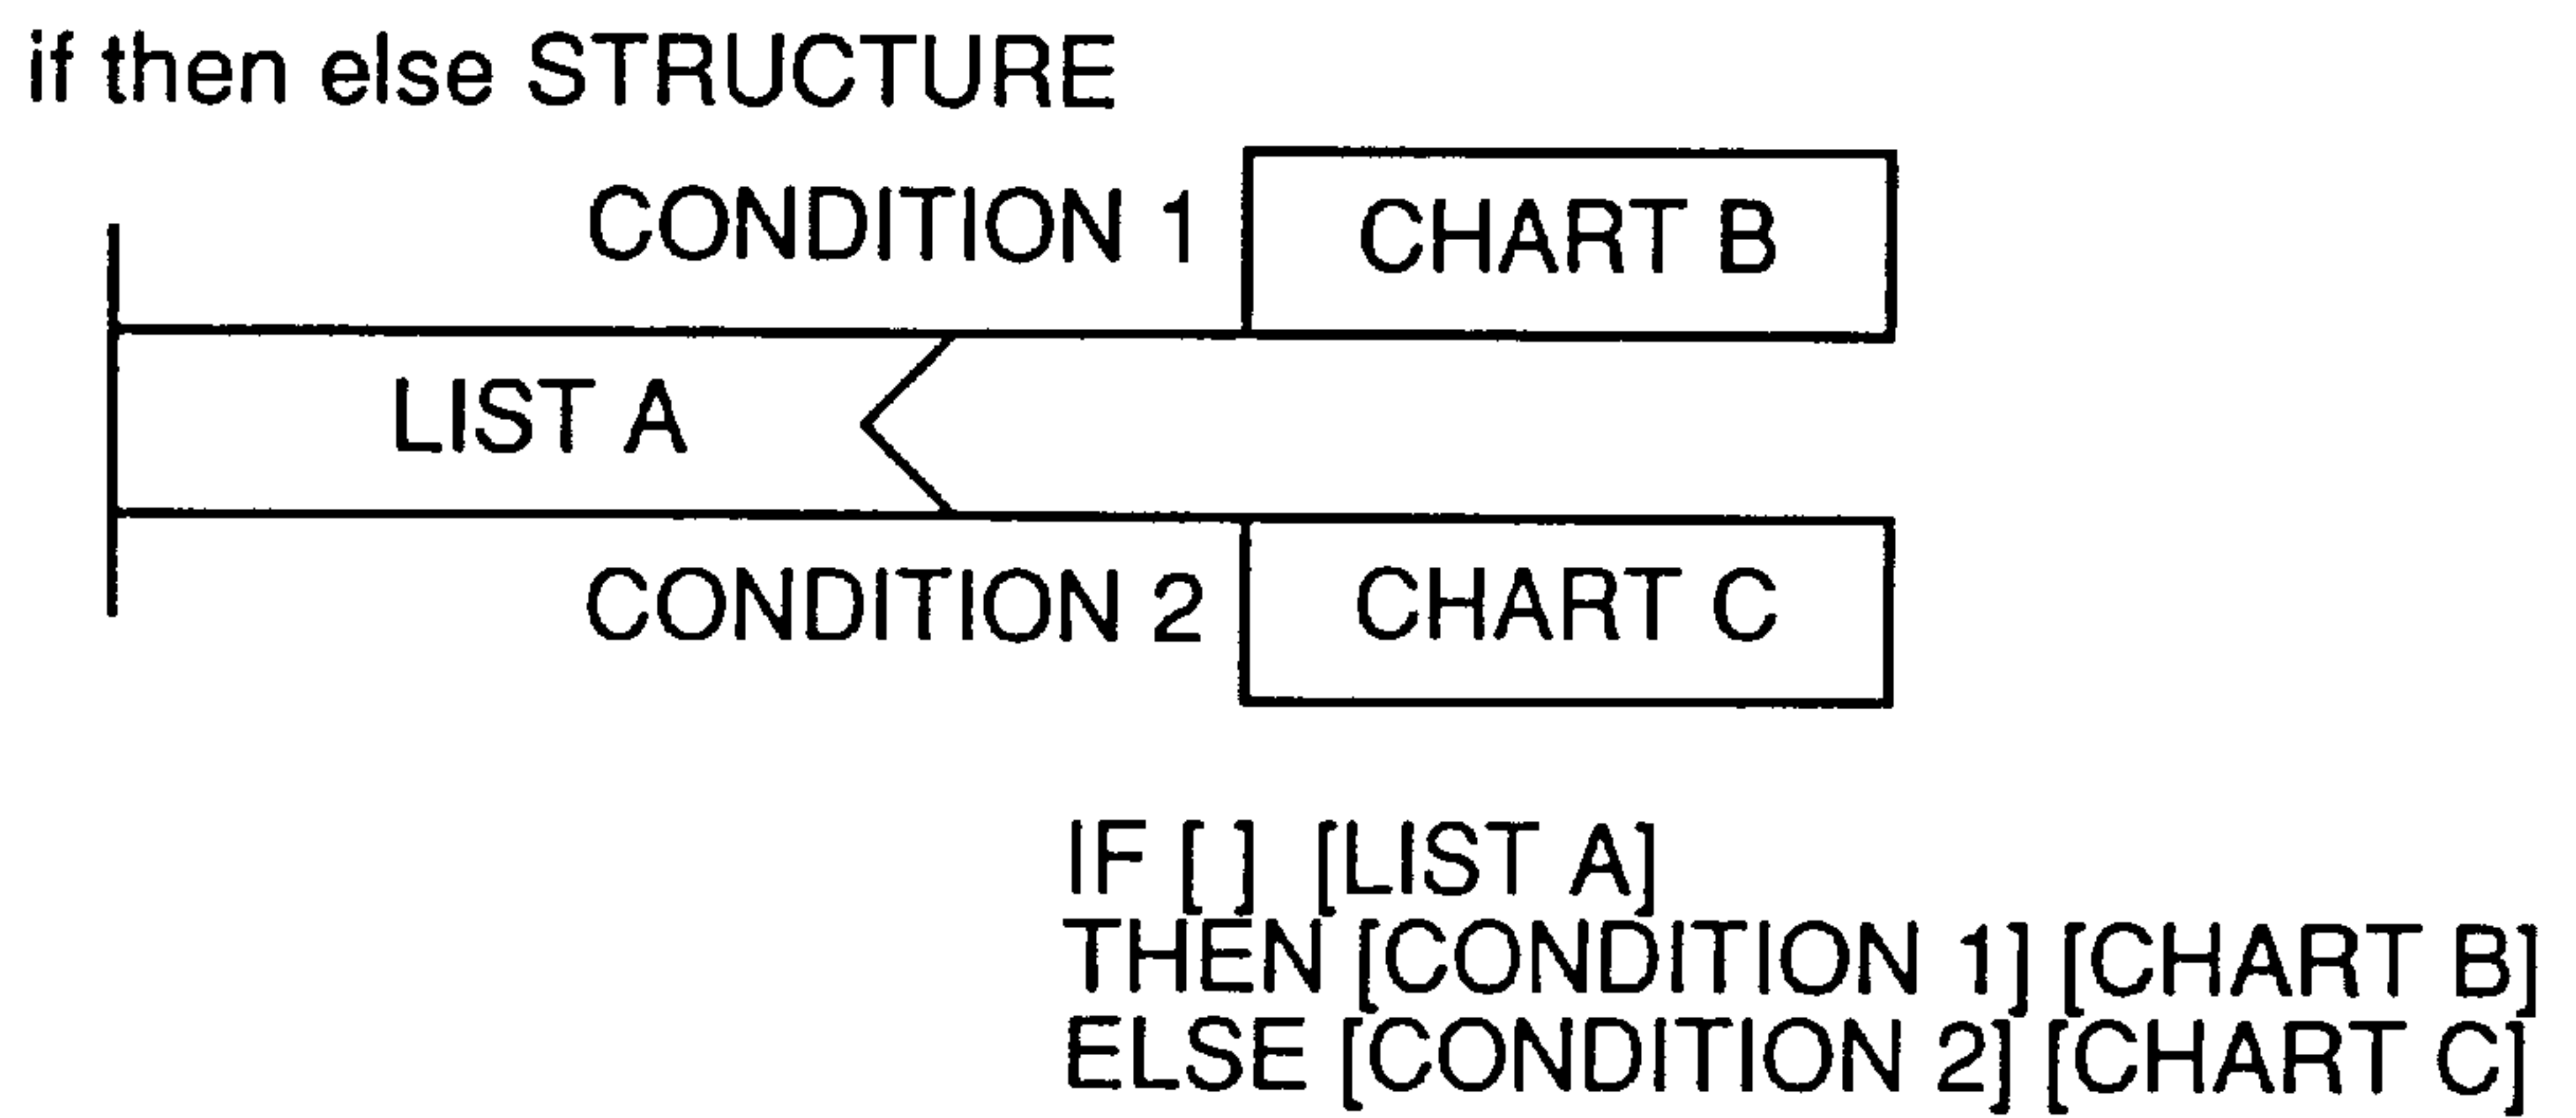 if then else STRUCTURE
CONDITION 1
CHART B
LIST A
CONDITION 2
CHART C
IF [ ] [LIST A]
THEN [CONDITION 1] [CHART B]
ELSE [CONDITION 2] [CHART C]